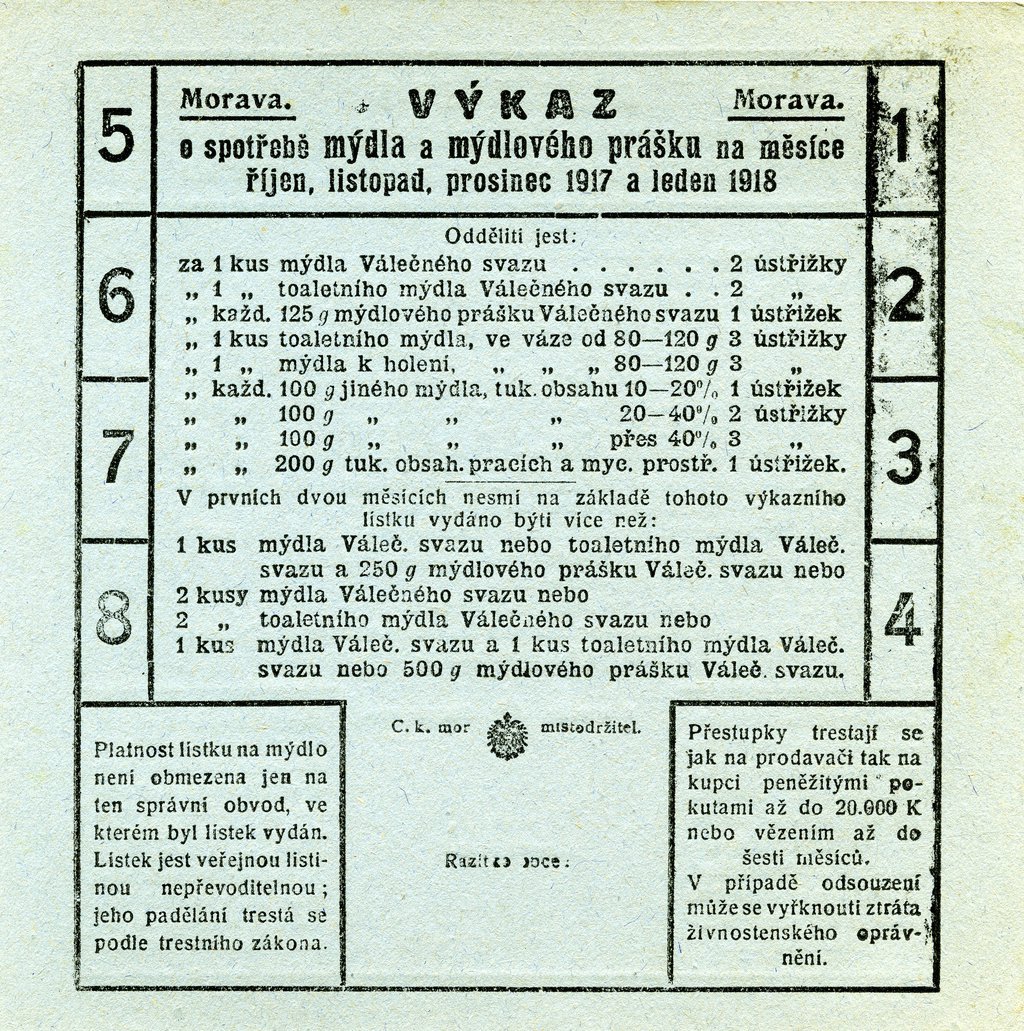 Morava. VÝKAZ Morava.
o spotřebě mýdla a mýdlového prášku na měsíce
říjen, listopad, prosinec 1917 a leden 1918
5
6
7
8
1
2
3
4
Odděliti jest:
za 1 kus mýdla Válečného svazu . . . . . . 2 ústřižky
„ 1 „ toaletního mýdla Válečného svazu . . 2 „
„ každ. 125 g mýdlového prášku Válečného svazu 1 ústřižek
„ 1 kus toaletního mýdla, ve váze od 80—120 g 3 ústřižky
„ 1 „ mýdla k holení, „ „ „ 80—120 g 3 „
„ každ. 100 g jiného mýdla, tuk. obsahu 10—20% 1 ústřižek
„ „ 100 g „ „ „ 20—40% 2 ústřižky
„ „ 100 g „ „ „ přes 40% 3 „
„ „ 200 g tuk. obsah. pracích a myc. prostř. 1 ústřižek.
V prvních dvou měsících nesmí na základě tohoto výkazního
lístku vydáno býti více než:
1 kus mýdla Váleč. svazu nebo toaletního mýdla Váleč.
svazu a 250 g mýdlového prášku Váleč. svazu nebo
2 kusy mýdla Válečného svazu nebo
2 „ toaletního mýdla Válečného svazu nebo
1 kus mýdla Váleč. svazu a 1 kus toaletního mýdla Váleč.
svazu nebo 500 g mýdlového prášku Váleč. svazu.
Platnost lístku na mýdlo
není obmezena jen na
ten správní obvod, ve
kterém byl lístek vydán.
Lístek jest veřejnou listi-
nou nepřevoditelnou;
jeho padělání trestá se
podle trestního zákona.
C. k. mor místodržitel.
Razítko obce:
Přestupky trestají se
jak na prodavači tak na
kupci peněžitými po-
kutami až do 20.000 K
nebo vězením až do
šesti měsíců.
V případě odsouzení
může se vyřknouti ztráta
živnostenského opráv-
nění.